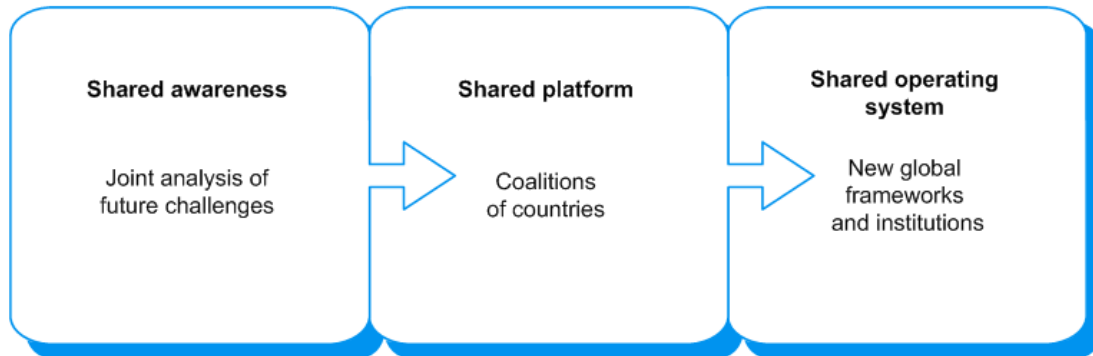 Shared awareness
Joint analysis of
future challenges
Shared platform
Coalitions
of countries
Shared operating
system
New global
frameworks
and institutions